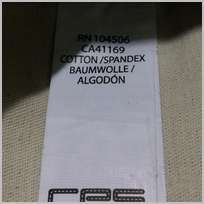 RN 104506
CA41169
COTTON /SPANDEX
BAUMWOLLE /
ALGODÓN